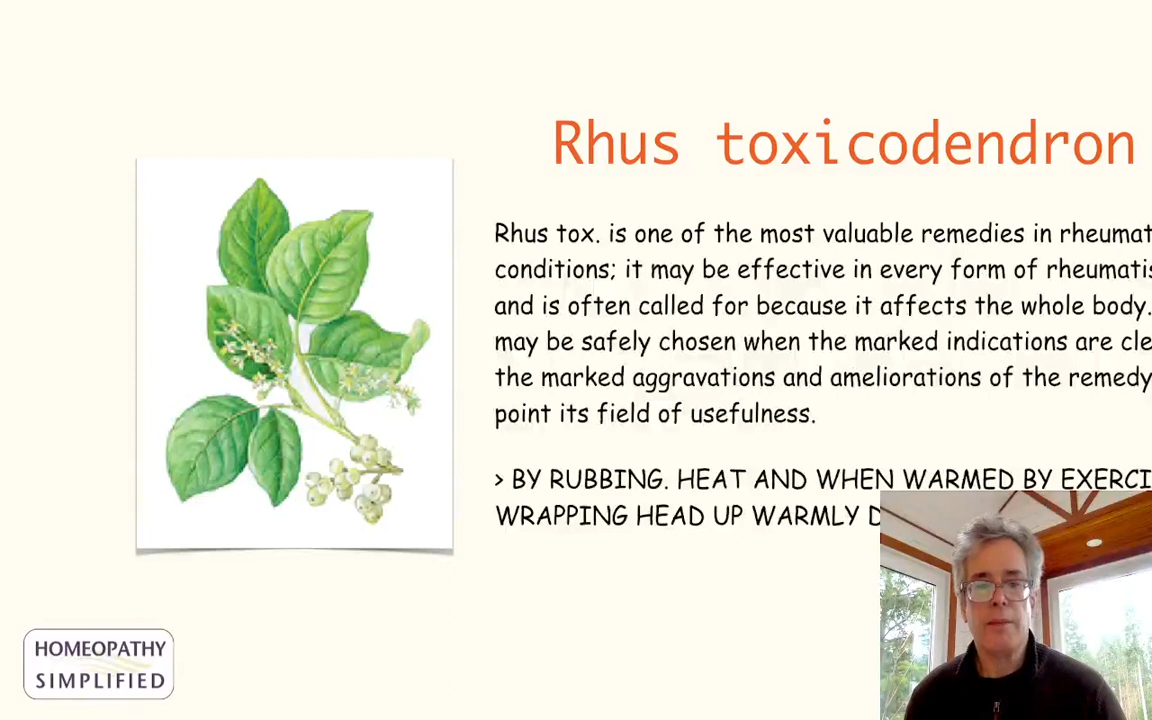 Rhus toxicodendron
Rhus tox. is one of the most valuable remedies in rheumat
conditions; it may be effective in every form of rheumatis
and is often called for because it affects the whole body.
may be safely chosen when the marked indications are cle
the marked aggravations and ameliorations of the remedy
point its field of usefulness.
> BY RUBBING. HEAT AND WHEN WARMED BY EXERCI
WRAPPING HEAD UP WARMLY D
HOMEOPATHY
SIMPLIFIED